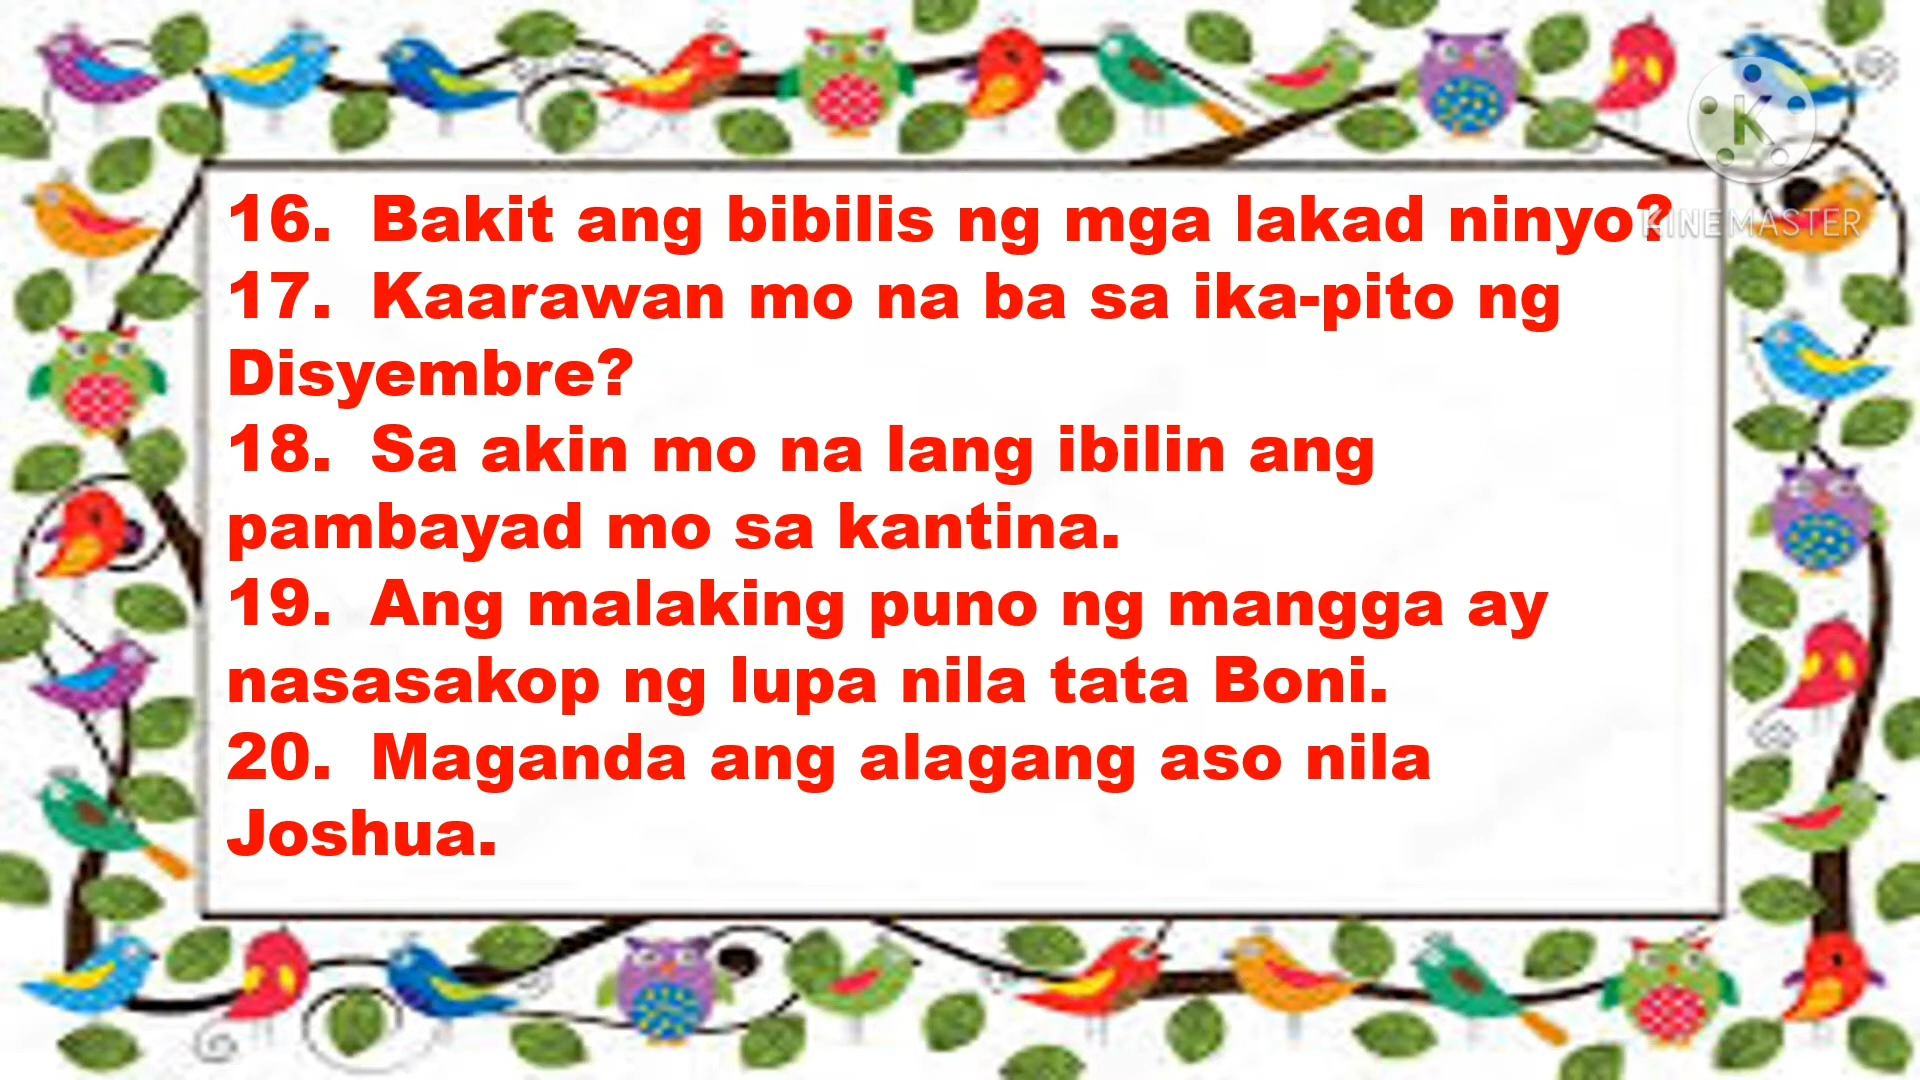 KINEMASTER
16. Bakit ang bibilis ng mga lakad ninyo?
17. Kaarawan mo na ba sa ika-pito ng
Disyembre?
18. Sa akin mo na lang ibilin ang
pambayad mo sa kantina.
19. Ang malaking puno ng mangga ay
nasasakop ng lupa nila tata Boni.
20. Maganda ang alagang aso nila
Joshua.